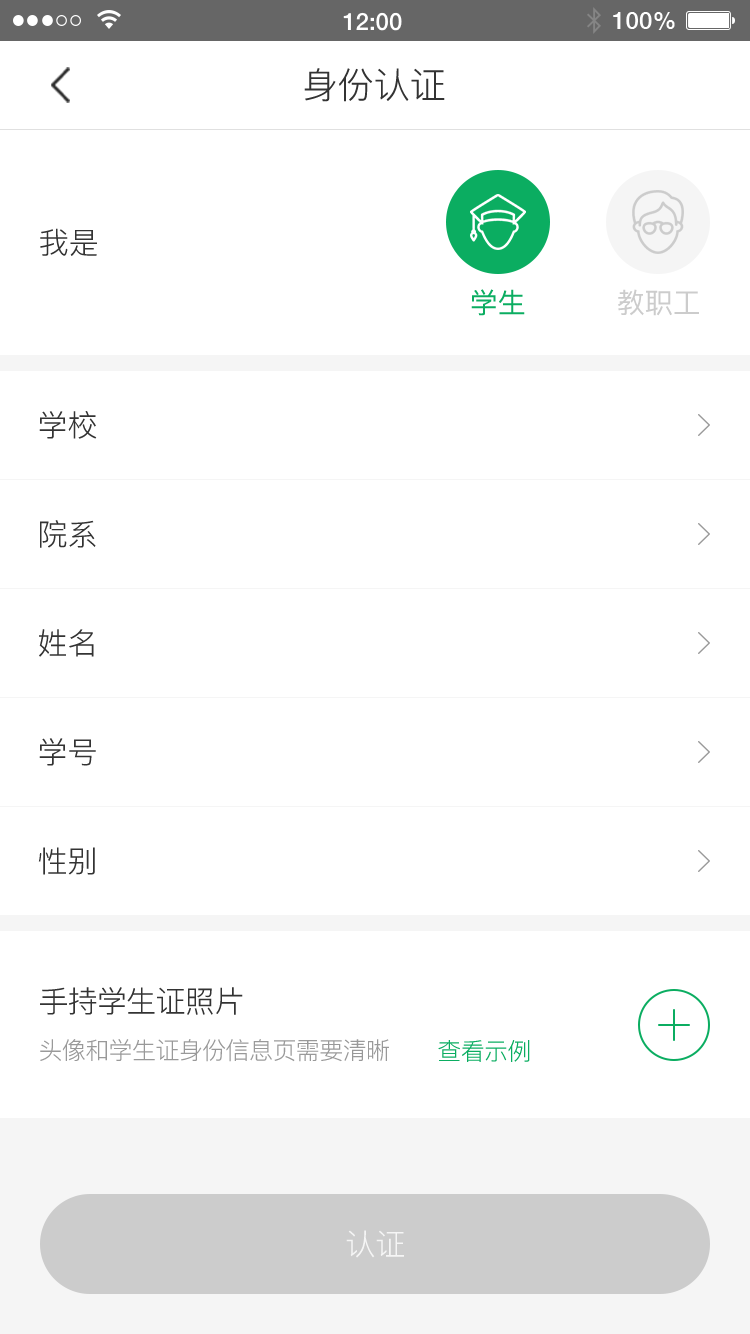 12:00
100%
身份认证
我是
学生
教职工
学校
院系
姓名
学号
性别
手持学生证照片
头像和学生证身份信息页需要清晰
查看示例
认证